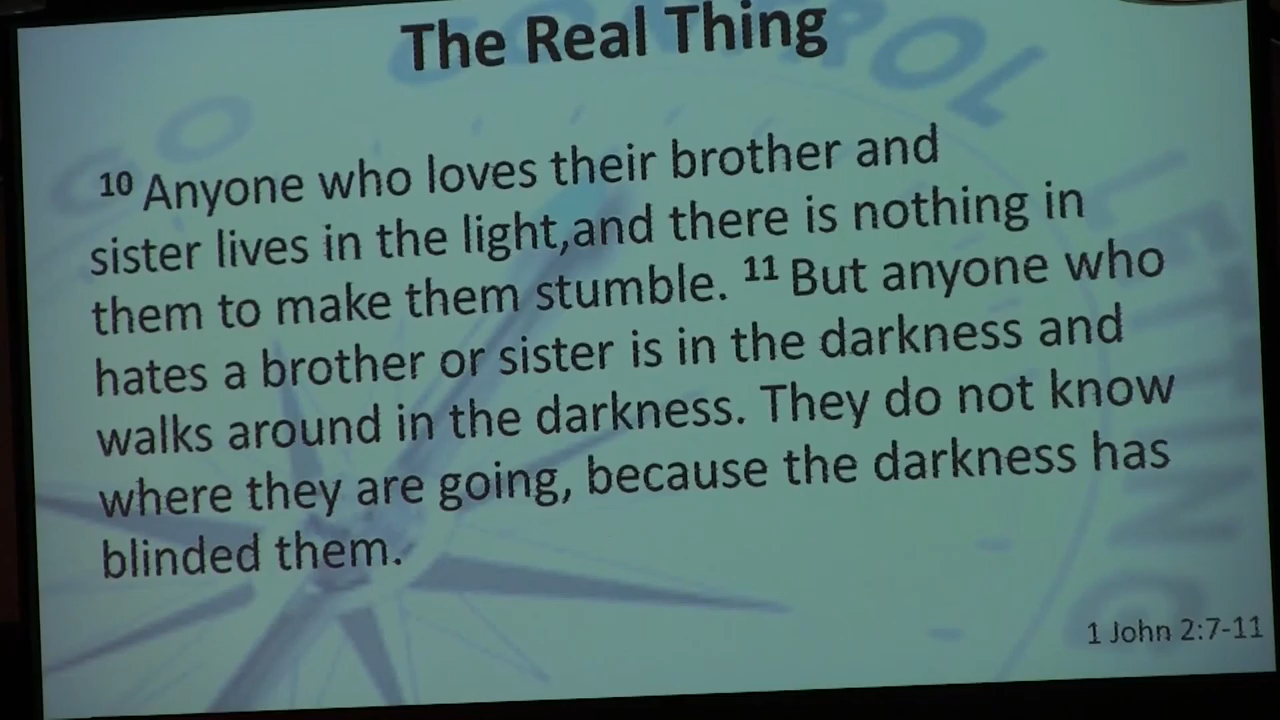 The Real Thing
10 Anyone who loves their brother and
sister lives in the light,and there is nothing in
them to make them stumble. 11 But anyone who
hates a brother or sister is in the darkness and
walks around in the darkness. They do not know
where they are going, because the darkness has
blinded them.
1 John 2:7-11
CONTROL
LETTING
GO